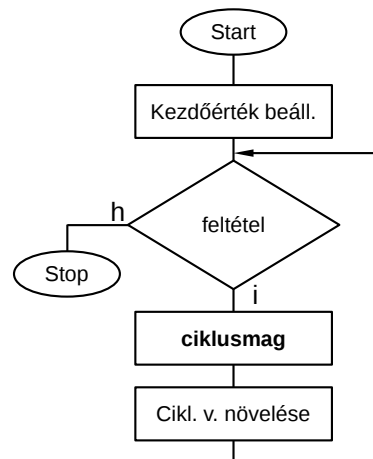 Start
Kezdőérték beáll.
h
feltétel
Stop
i
ciklusmag
Cikl. v. növelése